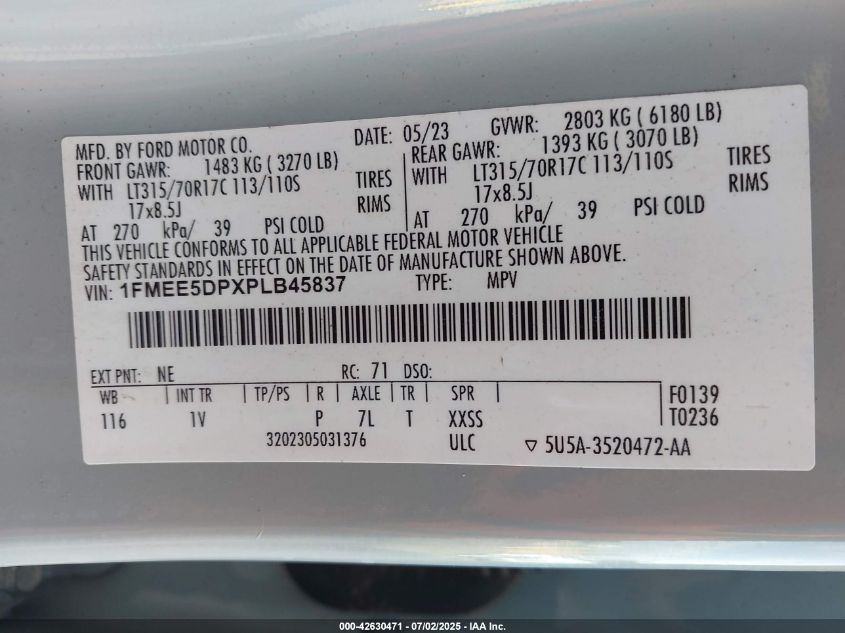 MFD. BY FORD MOTOR CO.
DATE: 05/23 GVWR: 2803 KG ( 6180 LB)
FRONT GAWR: 1483 KG ( 3270 LB)
WITH LT315/70R17C 113/110S TIRES
17x8.5J RIMS
AT 270 kPa/ 39 PSI COLD
REAR GAWR: 1393 KG ( 3070 LB)
WITH LT315/70R17C 113/110S TIRES
17x8.5J RIMS
AT 270 kPa/ 39 PSI COLD
THIS VEHICLE CONFORMS TO ALL APPLICABLE FEDERAL MOTOR VEHICLE
SAFETY STANDARDS IN EFFECT ON THE DATE OF MANUFACTURE SHOWN ABOVE.
VIN: 1FMEE5DPXPLB45837 TYPE: MPV
EXT PNT: NE RC: 71 DSO:
WB INT TR TP/PS R AXLE TR SPR F0139
116 1V P 7L T XXSS T0236
3202305031376 ULC ▽ 5U5A-3520472-AA
000-42630471 - 07/02/2025 - IAA Inc.